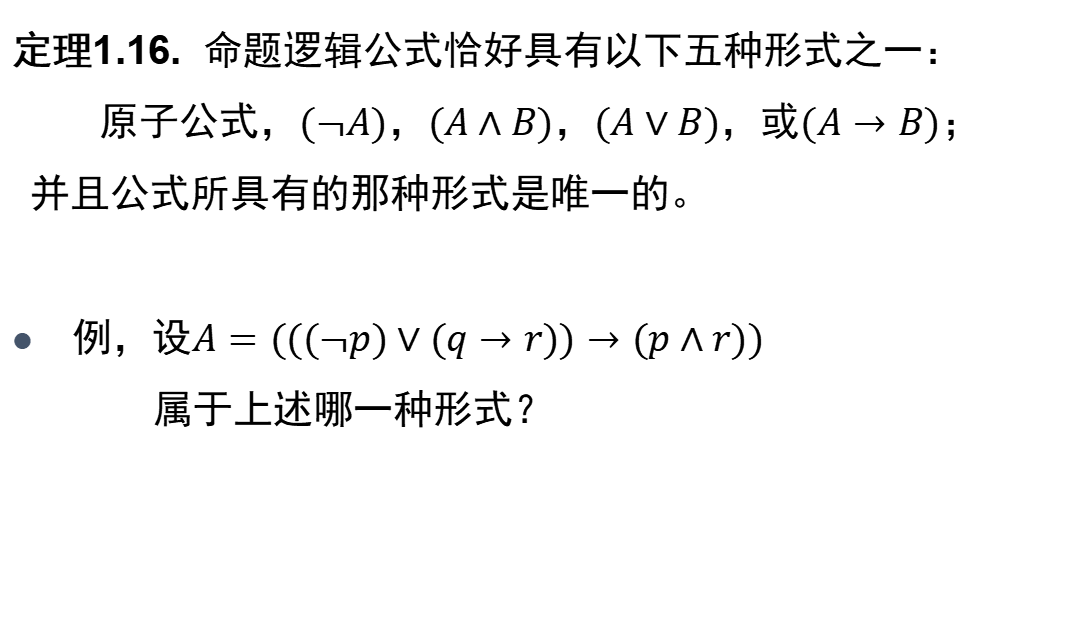 定理1.16. 命题逻辑公式恰好具有以下五种形式之一：
原子公式，(¬A)，(A ∧ B)，(A ∨ B)，或(A → B)；
并且公式所具有的那种形式是唯一的。
● 例，设A = (((¬p) ∨ (q → r)) → (p ∧ r))
属于上述哪一种形式？